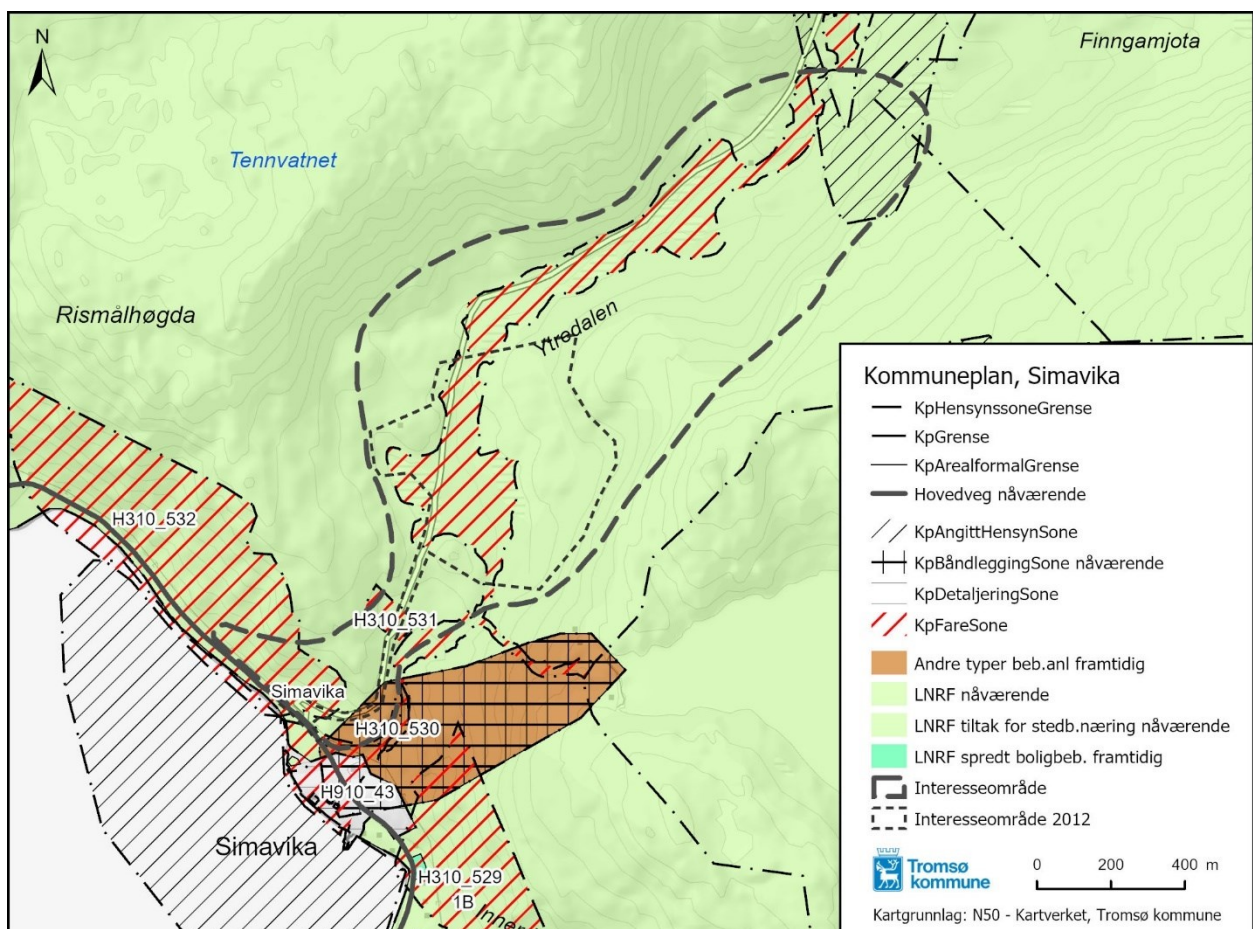 N
Finngamjota
Tennvatnet
Rismålhøgda
Ytredalen
H310_532
H310_531
Simavika
H310_530
H910_43
Simavika
H310_529
1B
Kommuneplan, Simavika
KpHensynssoneGrense
KpGrense
KpArealformalGrense
Hovedveg nåværende
KpAngittHensynSone
KpBåndleggingSone nåværende
KpDetaljeringSone
KpFareSone
Andre typer beb.anl framtidig
LNRF nåværende
LNRF tiltak for stedb.næring nåværende
LNRF spredt boligbeb. framtidig
Interesseområde
Interesseområde 2012
Tromsø
kommune
0 200 400 m
Kartgrunnlag: N50 - Kartverket, Tromsø kommune